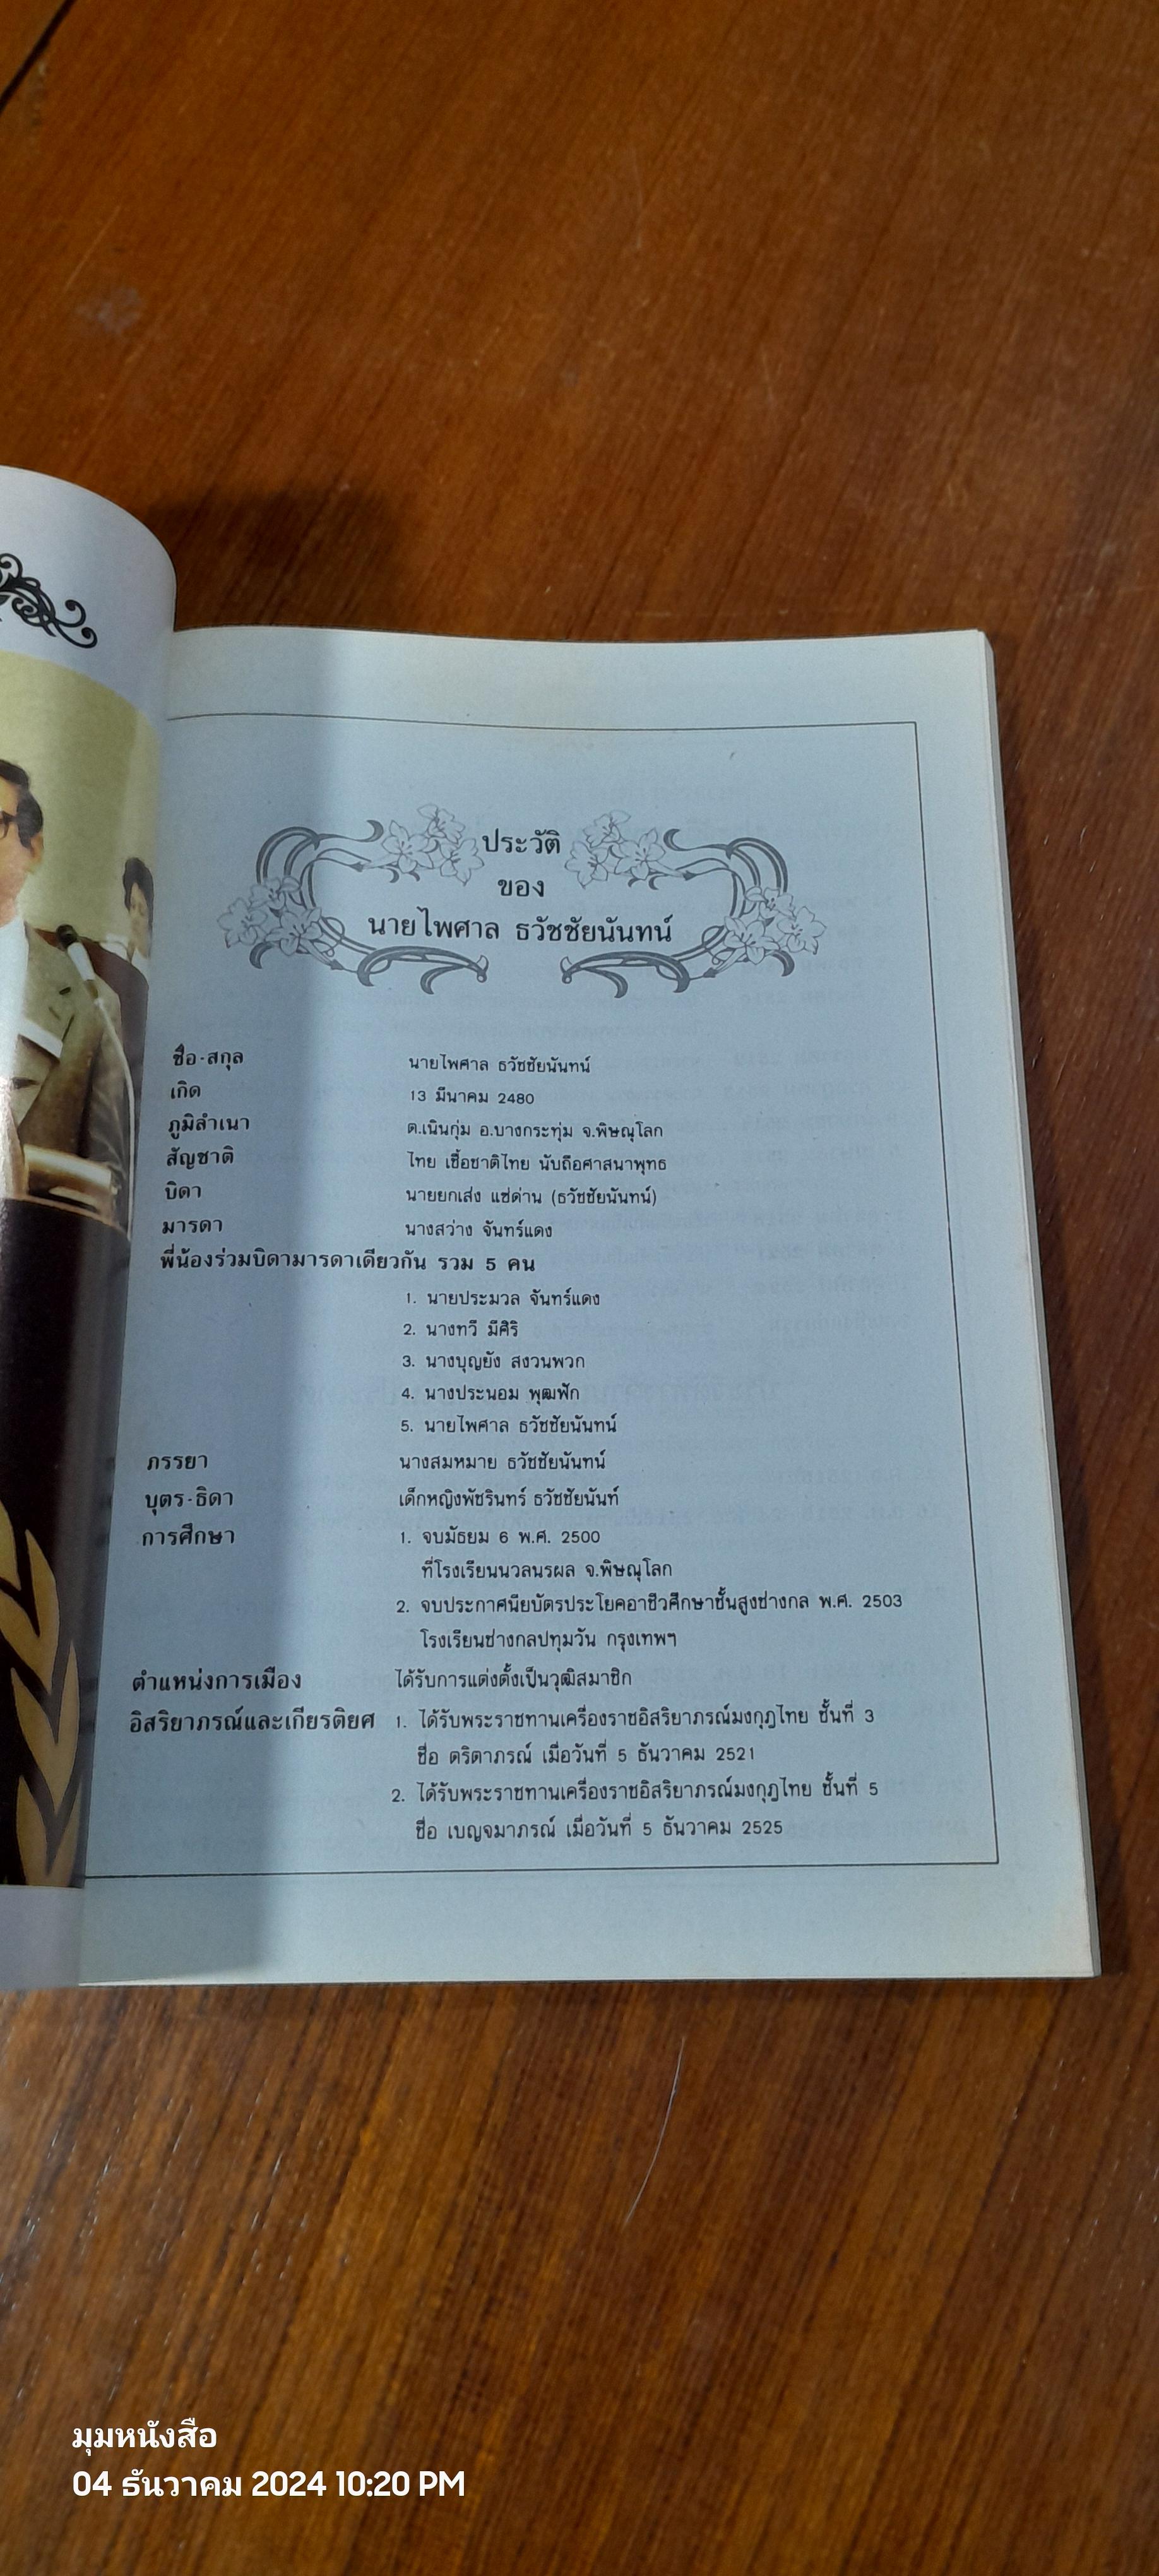 ประวัติ
ของ
นายไพศาล ธวัชชัยนันทน์
ชื่อ-สกุล นายไพศาล ธวัชชัยนันทน์
เกิด 13 มีนาคม 2480
ภูมิลำเนา ต.เนินกุ่ม อ.บางกระทุ่ม จ.พิษณุโลก
สัญชาติ ไทย เชื้อชาติไทย นับถือศาสนาพุทธ
บิดา นายยกเส่ง แซ่ด่าน (ธวัชชัยนันทน์)
มารดา นางสว่าง จันทร์แดง
พี่น้องร่วมบิดามารดาเดียวกัน รวม 5 คน
1. นายประมวล จันทร์แดง
2. นางทวี มีศิริ
3. นางบุญยัง สงวนพวก
4. นางประนอม พุฒฟัก
5. นายไพศาล ธวัชชัยนันทน์
ภรรยา นางสมหมาย ธวัชชัยนันทน์
บุตร-ธิดา เด็กหญิงพัชรินทร์ ธวัชชัยนันท์
การศึกษา 1. จบมัธยม 6 พ.ศ. 2500
ที่โรงเรียนนวลนรผล จ.พิษณุโลก
2. จบประกาศนียบัตรประโยคอาชีวศึกษาชั้นสูงช่างกล พ.ศ. 2503
โรงเรียนช่างกลปทุมวัน กรุงเทพฯ
ตำแหน่งการเมือง ได้รับการแต่งตั้งเป็นวุฒิสมาชิก
อิสริยาภรณ์และเกียรติยศ 1. ได้รับพระราชทานเครื่องราชอิสริยาภรณ์มงกุฎไทย ชั้นที่ 3
ชื่อ ตริตาภรณ์ เมื่อวันที่ 5 ธันวาคม 2521
2. ได้รับพระราชทานเครื่องราชอิสริยาภรณ์มงกุฎไทย ชั้นที่ 5
ชื่อ เบญจมาภรณ์ เมื่อวันที่ 5 ธันวาคม 2525
มุมหนังสือ
04 ธันวาคม 2024 10:20 PM